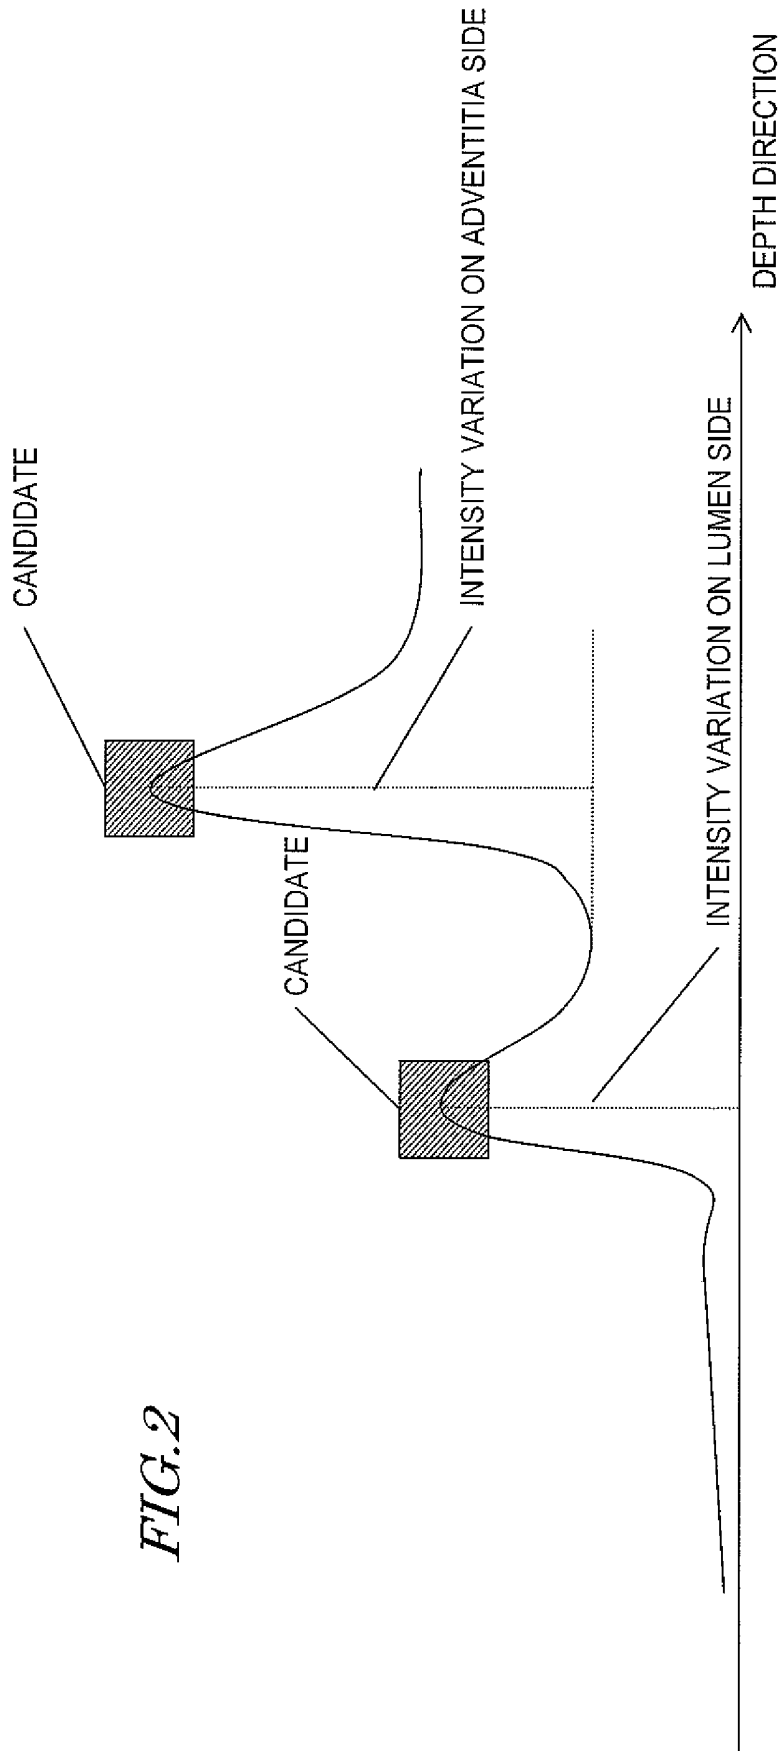 FIG.2
CANDIDATE
CANDIDATE
INTENSITY VARIATION ON ADVENTITIA SIDE
INTENSITY VARIATION ON LUMEN SIDE
DEPTH DIRECTION